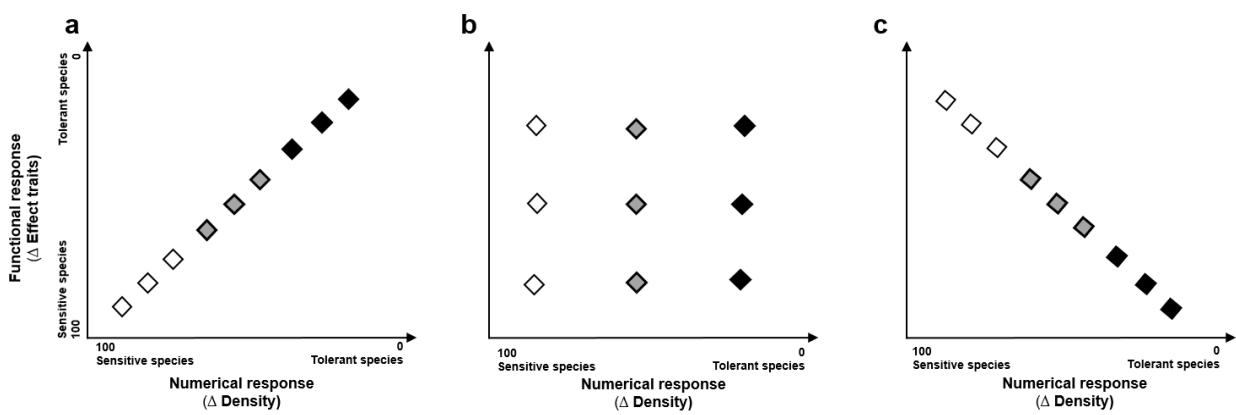 a
b
c
Functional response
(Δ Effect traits)
Tolerant species
0
Sensitive species
100
100
0
Sensitive species
Tolerant species
Numerical response
(Δ Density)
100
0
Sensitive species
Tolerant species
Numerical response
(Δ Density)
100
0
Sensitive species
Tolerant species
Numerical response
(Δ Density)